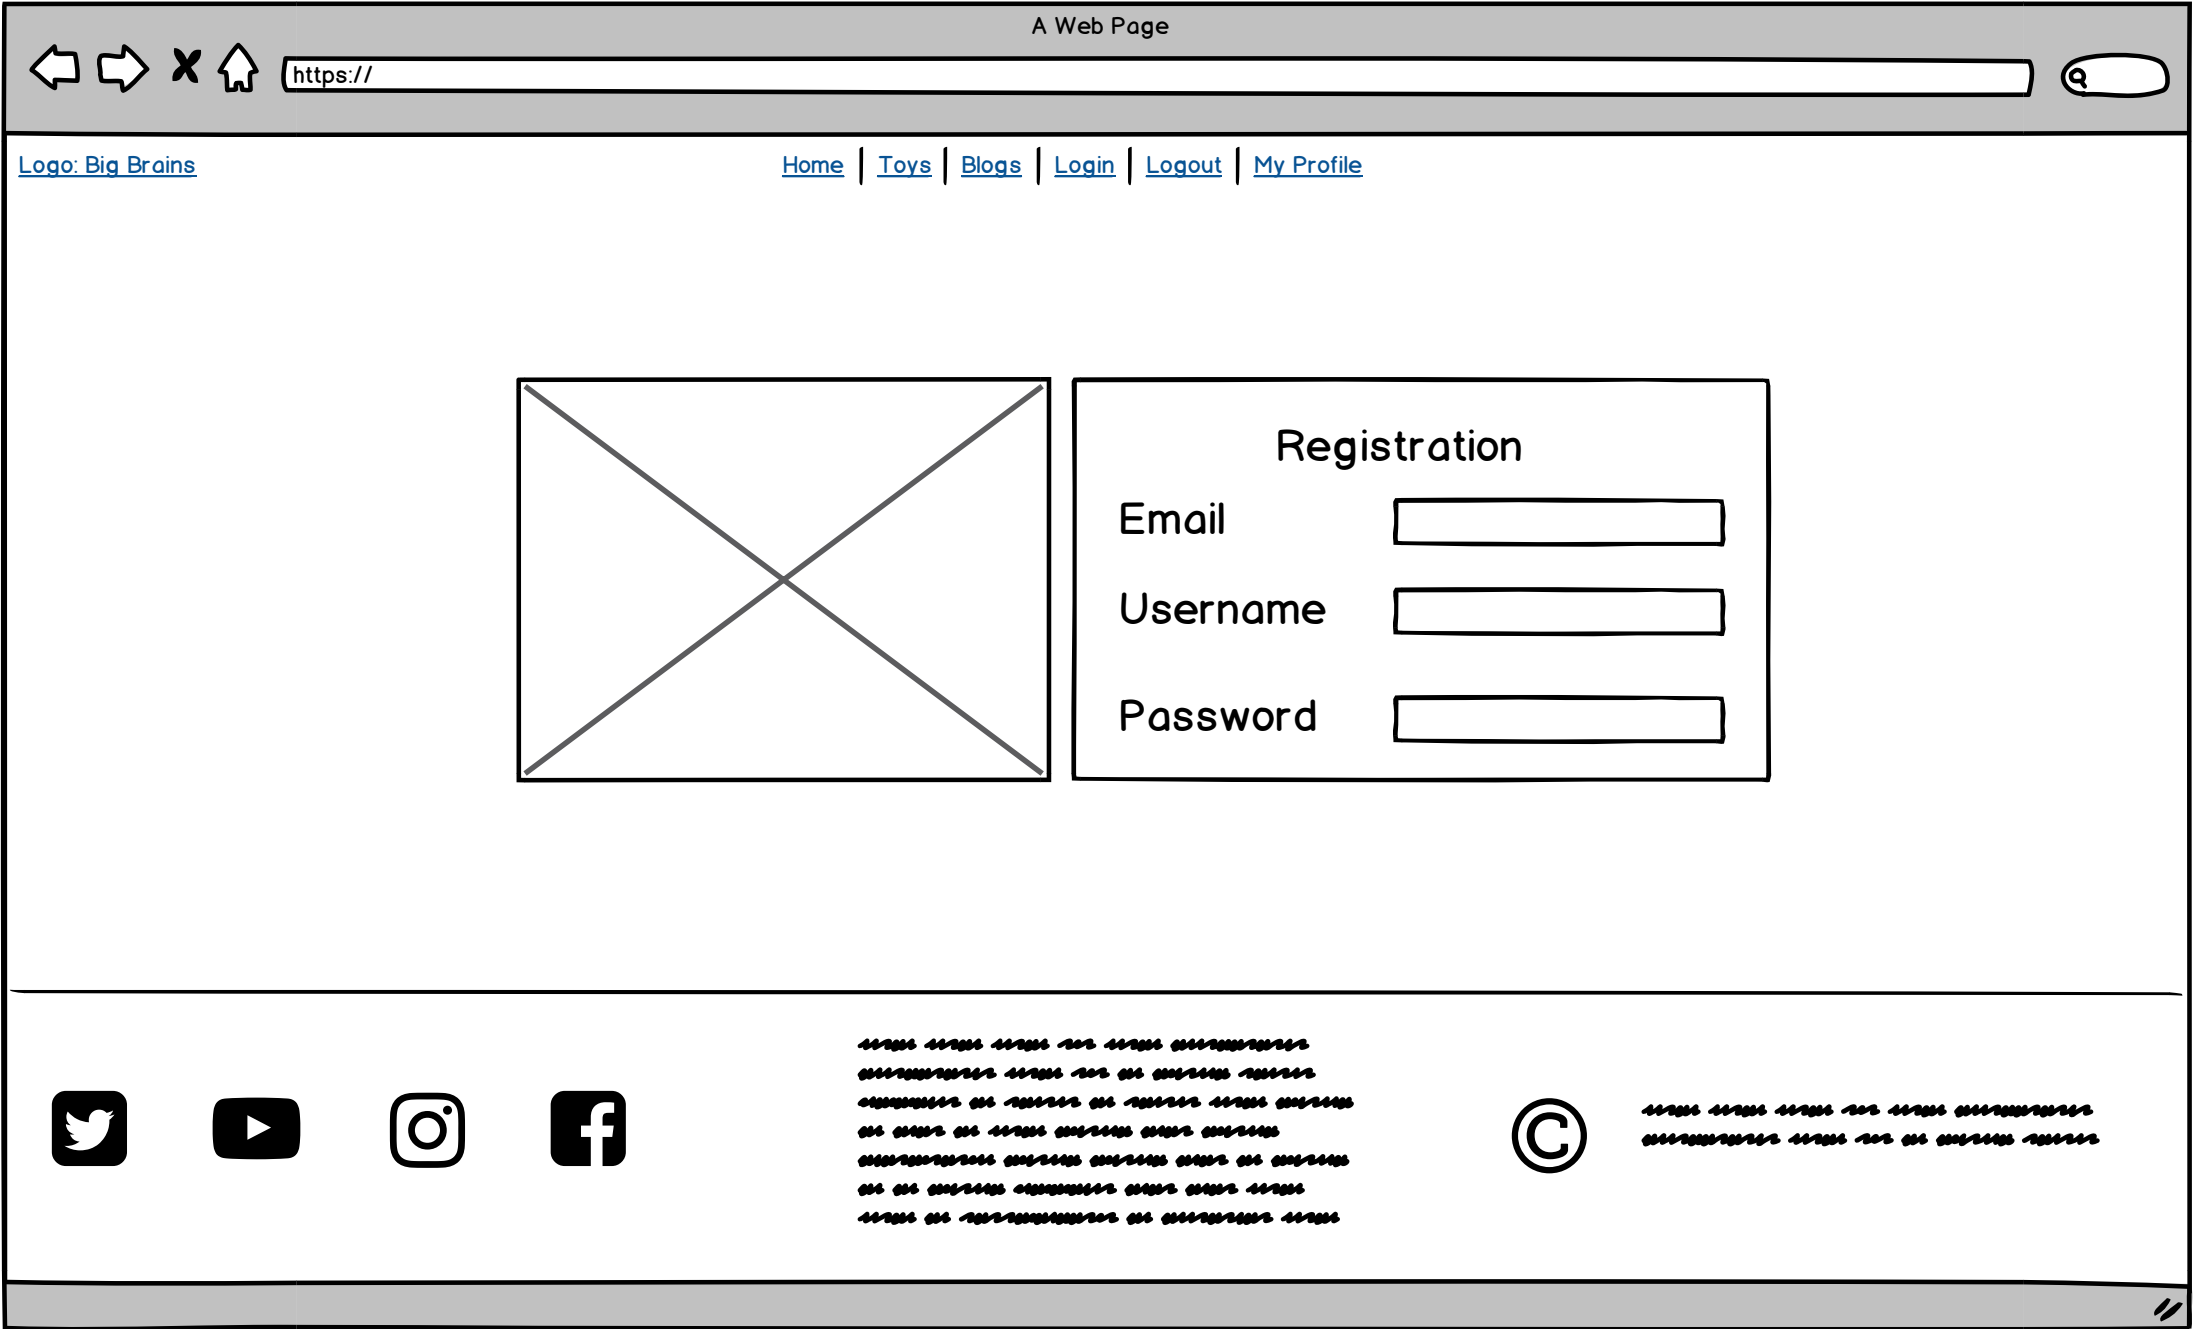 A Web Page
https://
Logo: Big Brains
Home Toys Blogs Login Logout My Profile
Registration
Email
Username
Password
©